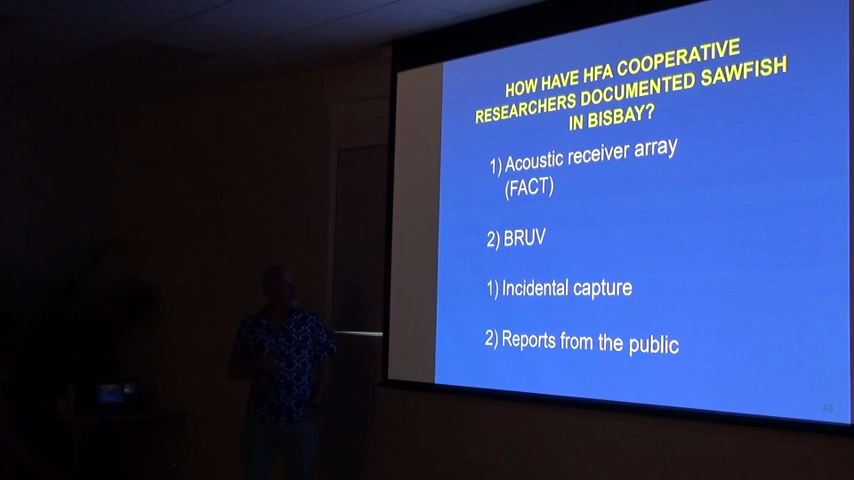 HOW HAVE HFA COOPERATIVE
RESEARCHERS DOCUMENTED SAWFISH
IN BISBAY?
1) Acoustic receiver array
(FACT)
2) BRUV
1) Incidental capture
2) Reports from the public
43